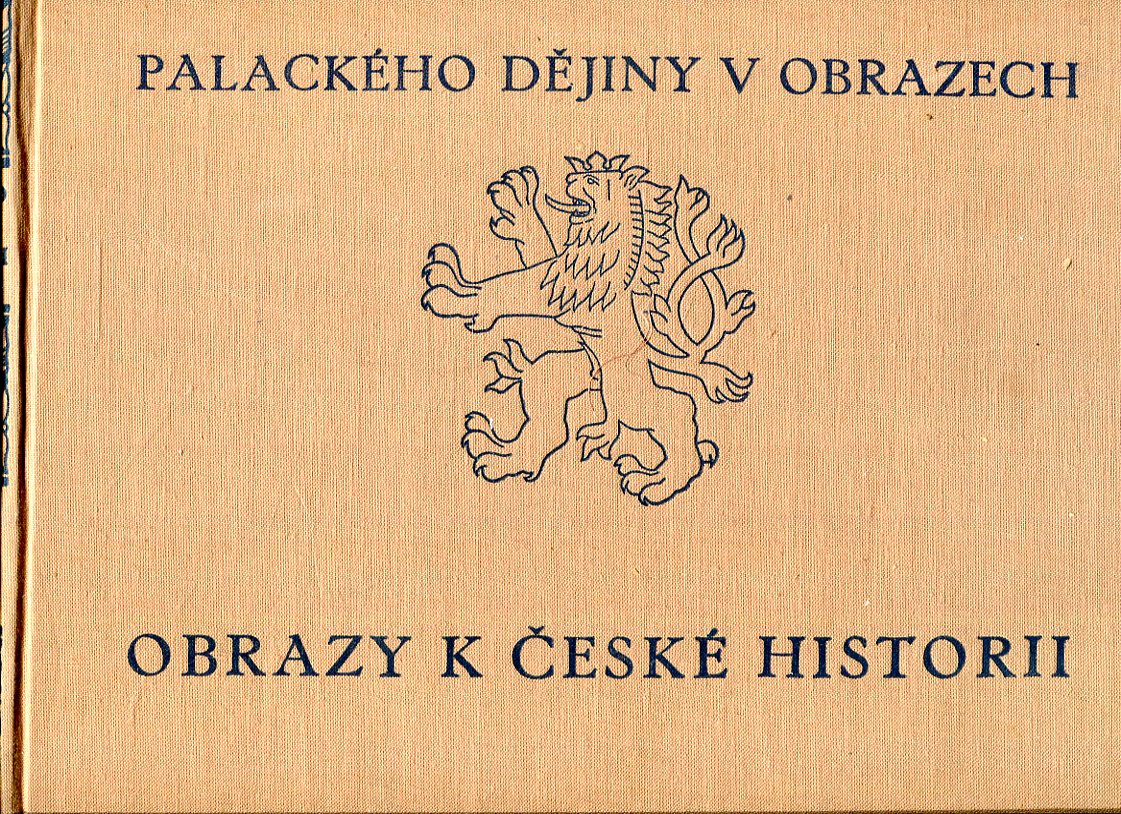 PALACKÉHO DĚJINY V OBRAZECH
OBRAZY K ČESKÉ HISTORII